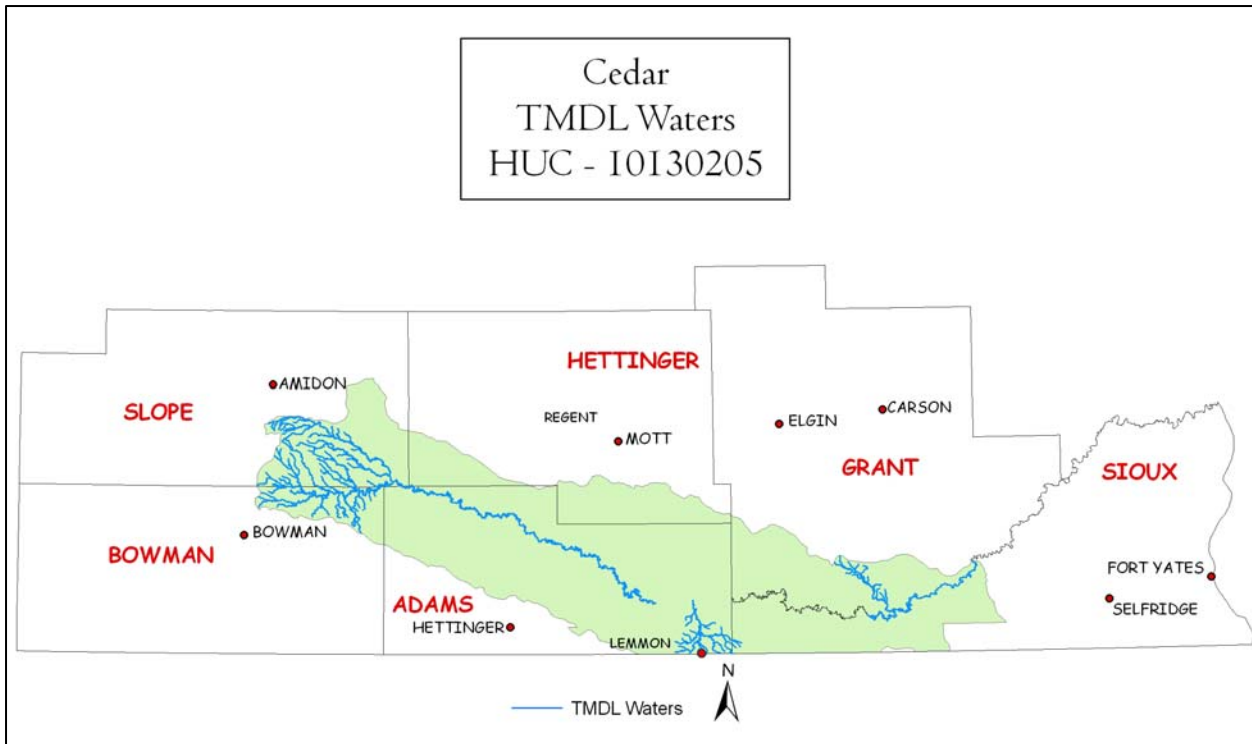 Cedar
TMDL Waters
HUC - 10130205
HETTINGER
AMIDON
SLOPE
REGENT
MOTT
ELGIN
CARSON
GRANT
SIOUX
BOWMAN
BOWMAN
FORT YATES
SELFRIDGE
ADAMS
HETTINGER
LEMMON
N
TMDL Waters